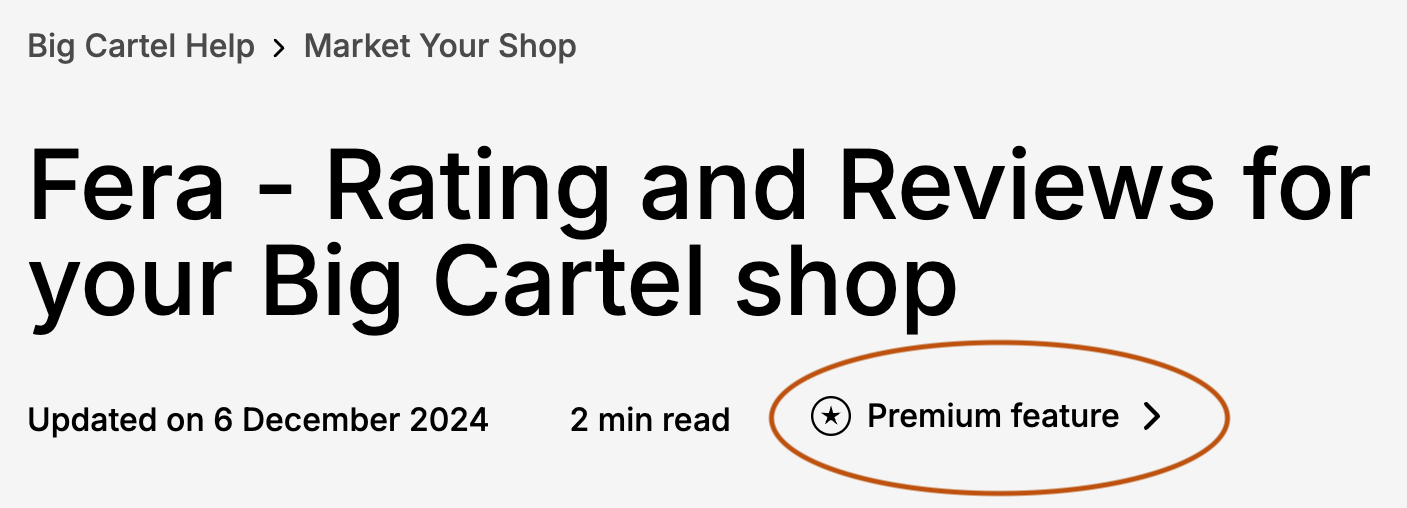 Big Cartel Help > Market Your Shop
Fera - Rating and Reviews for
your Big Cartel shop
Updated on 6 December 2024 2 min read Premium feature >